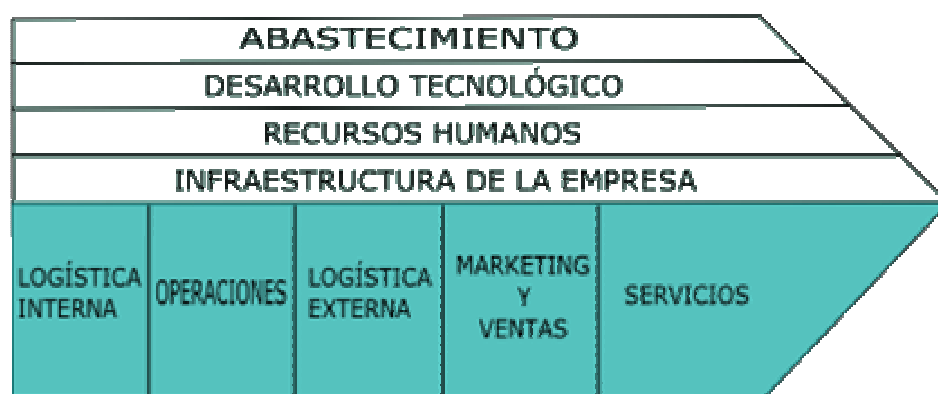 ABASTECIMIENTO
DESARROLLO TECNOLÓGICO
RECURSOS HUMANOS
INFRAESTRUCTURA DE LA EMPRESA
LOGÍSTICA
INTERNA
OPERACIONES
LOGÍSTICA
EXTERNA
MARKETING
Y
VENTAS
SERVICIOS